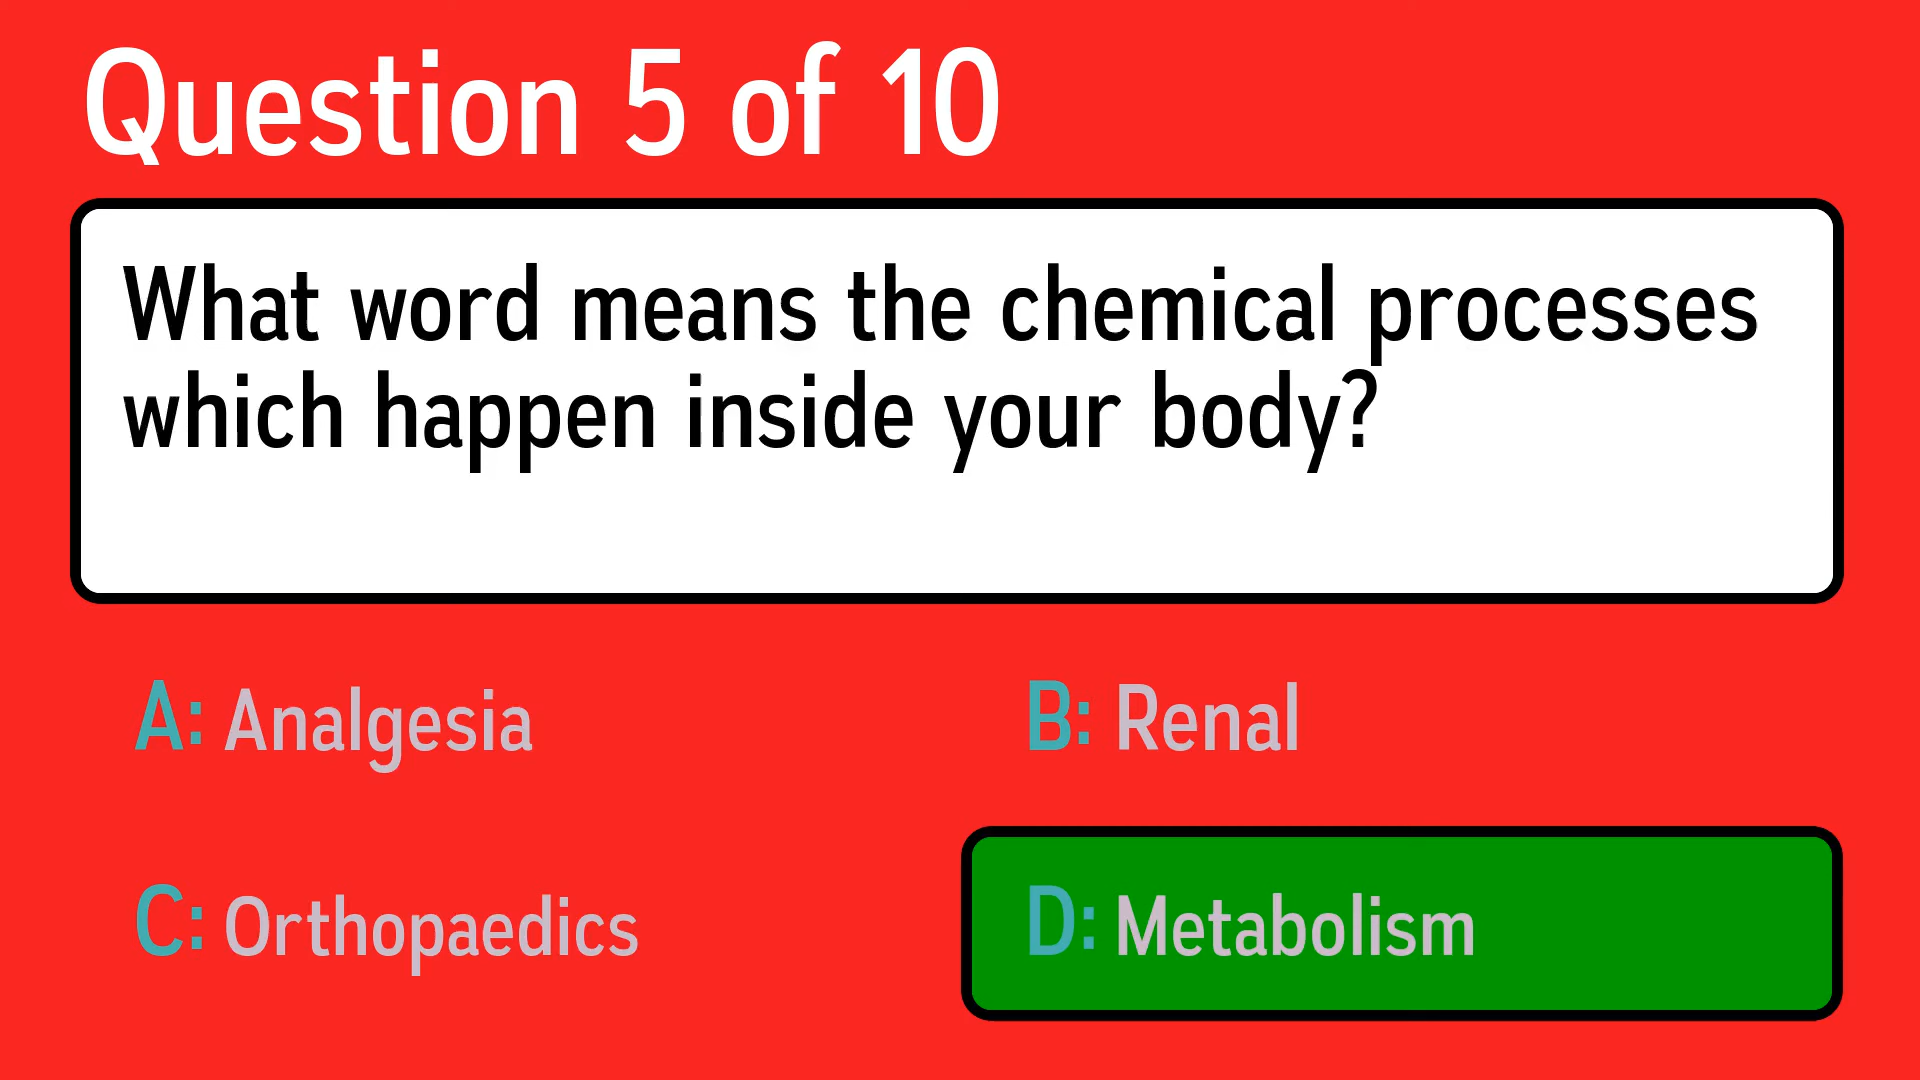 Question 5 of 10
What word means the chemical processes
which happen inside your body?
A: Analgesia
B: Renal
C: Orthopaedics
D: Metabolism